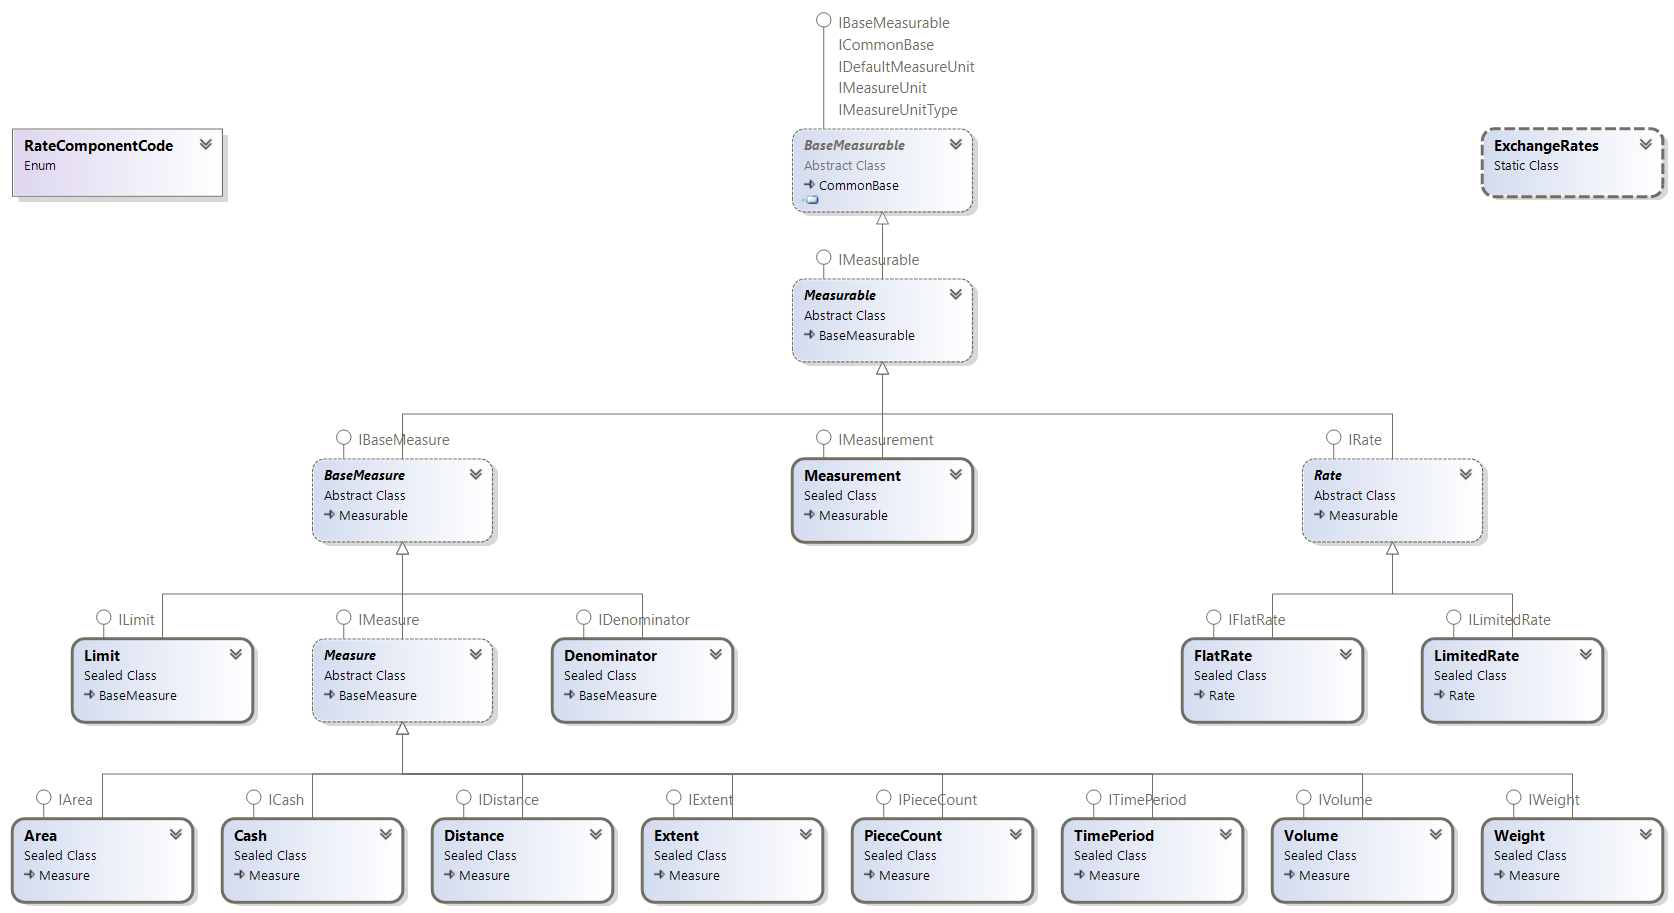 IBaseMeasurable
ICommonBase
IDefaultMeasureUnit
IMeasureUnit
IMeasureUnitType
RateComponentCode
Enum
BaseMeasurable
Abstract Class
CommonBase
ExchangeRates
Static Class
IMeasurable
Measurable
Abstract Class
BaseMeasurable
IBaseMeasure
BaseMeasure
Abstract Class
Measurable
IMeasurement
Measurement
Sealed Class
Measurable
IRate
Rate
Abstract Class
Measurable
ILimit
Limit
Sealed Class
BaseMeasure
IMeasure
Measure
Abstract Class
BaseMeasure
IDenominator
Denominator
Sealed Class
BaseMeasure
IFlatRate
FlatRate
Sealed Class
Rate
ILimitedRate
LimitedRate
Sealed Class
Rate
IArea
Area
Sealed Class
Measure
ICash
Cash
Sealed Class
Measure
IDistance
Distance
Sealed Class
Measure
IExtent
Extent
Sealed Class
Measure
IPieceCount
PieceCount
Sealed Class
Measure
ITimePeriod
TimePeriod
Sealed Class
Measure
IVolume
Volume
Sealed Class
Measure
IWeight
Weight
Sealed Class
Measure